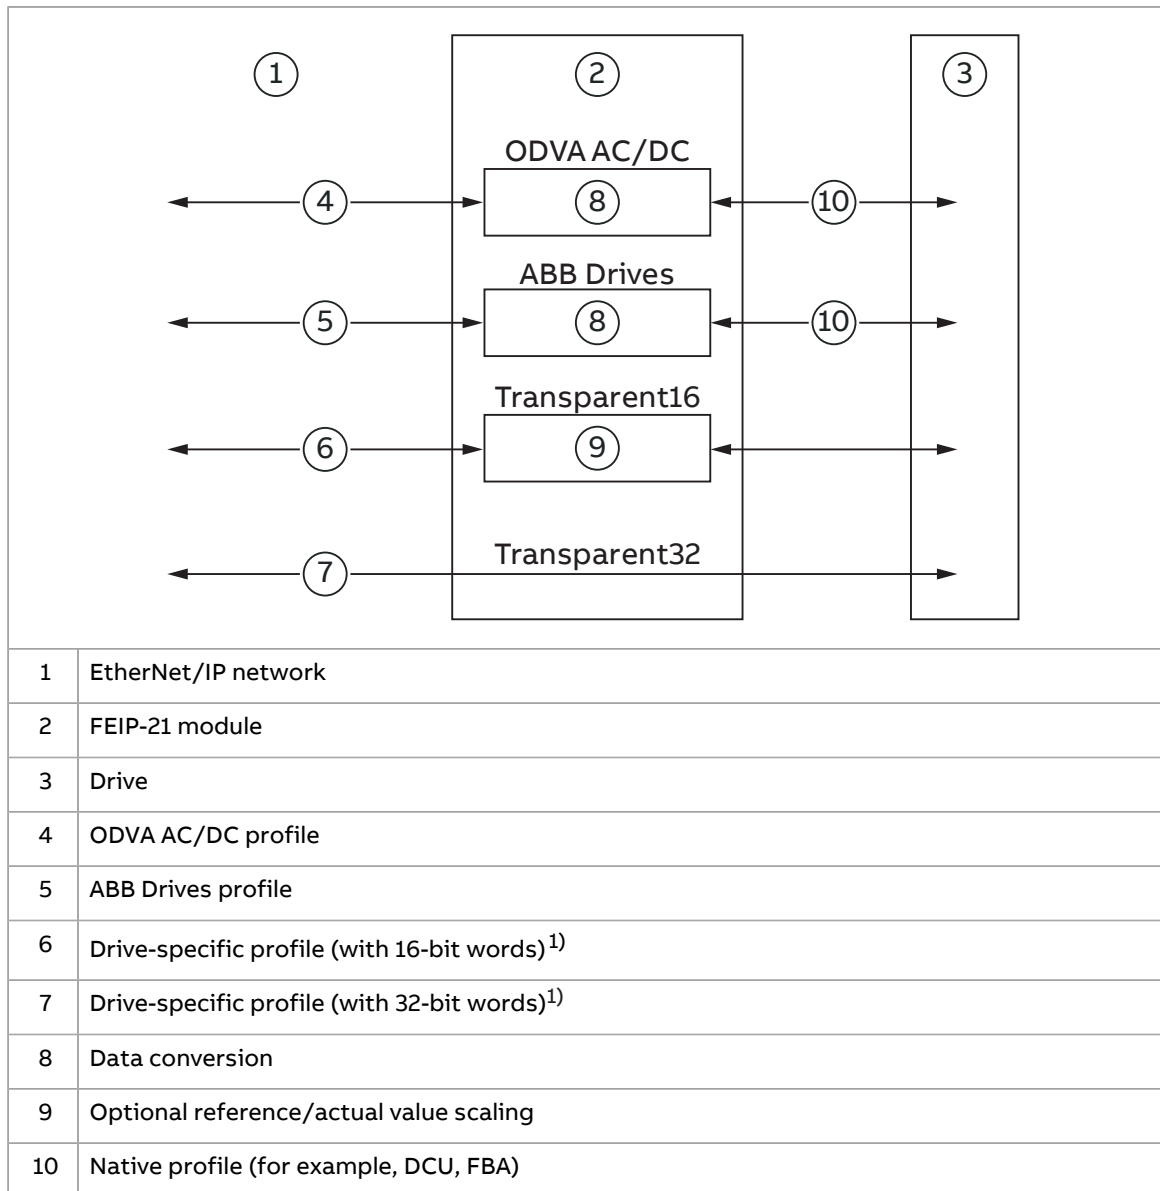 1
2
3
ODVA AC/DC
4
8
10
ABB Drives
5
8
10
Transparent16
6
9
Transparent32
7
1 EtherNet/IP network
2 FEIP-21 module
3 Drive
4 ODVA AC/DC profile
5 ABB Drives profile
6 Drive-specific profile (with 16-bit words)1)
7 Drive-specific profile (with 32-bit words)1)
8 Data conversion
9 Optional reference/actual value scaling
10 Native profile (for example, DCU, FBA)